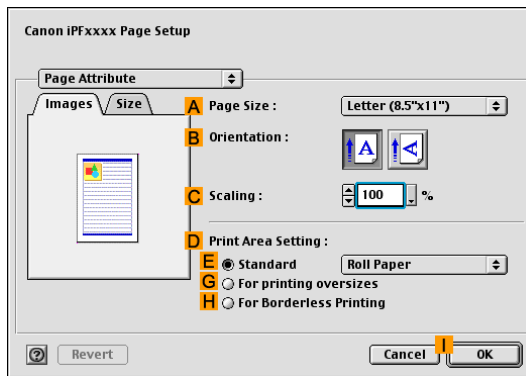 Canon iPFxxxx Page Setup
Page Attribute
Images Size
A Page Size : Letter (8.5"x11")
B Orientation : A A
C Scaling : 100 %
D Print Area Setting :
E Standard Roll Paper
G For printing oversizes
H For Borderless Printing
? Revert Cancel I OK